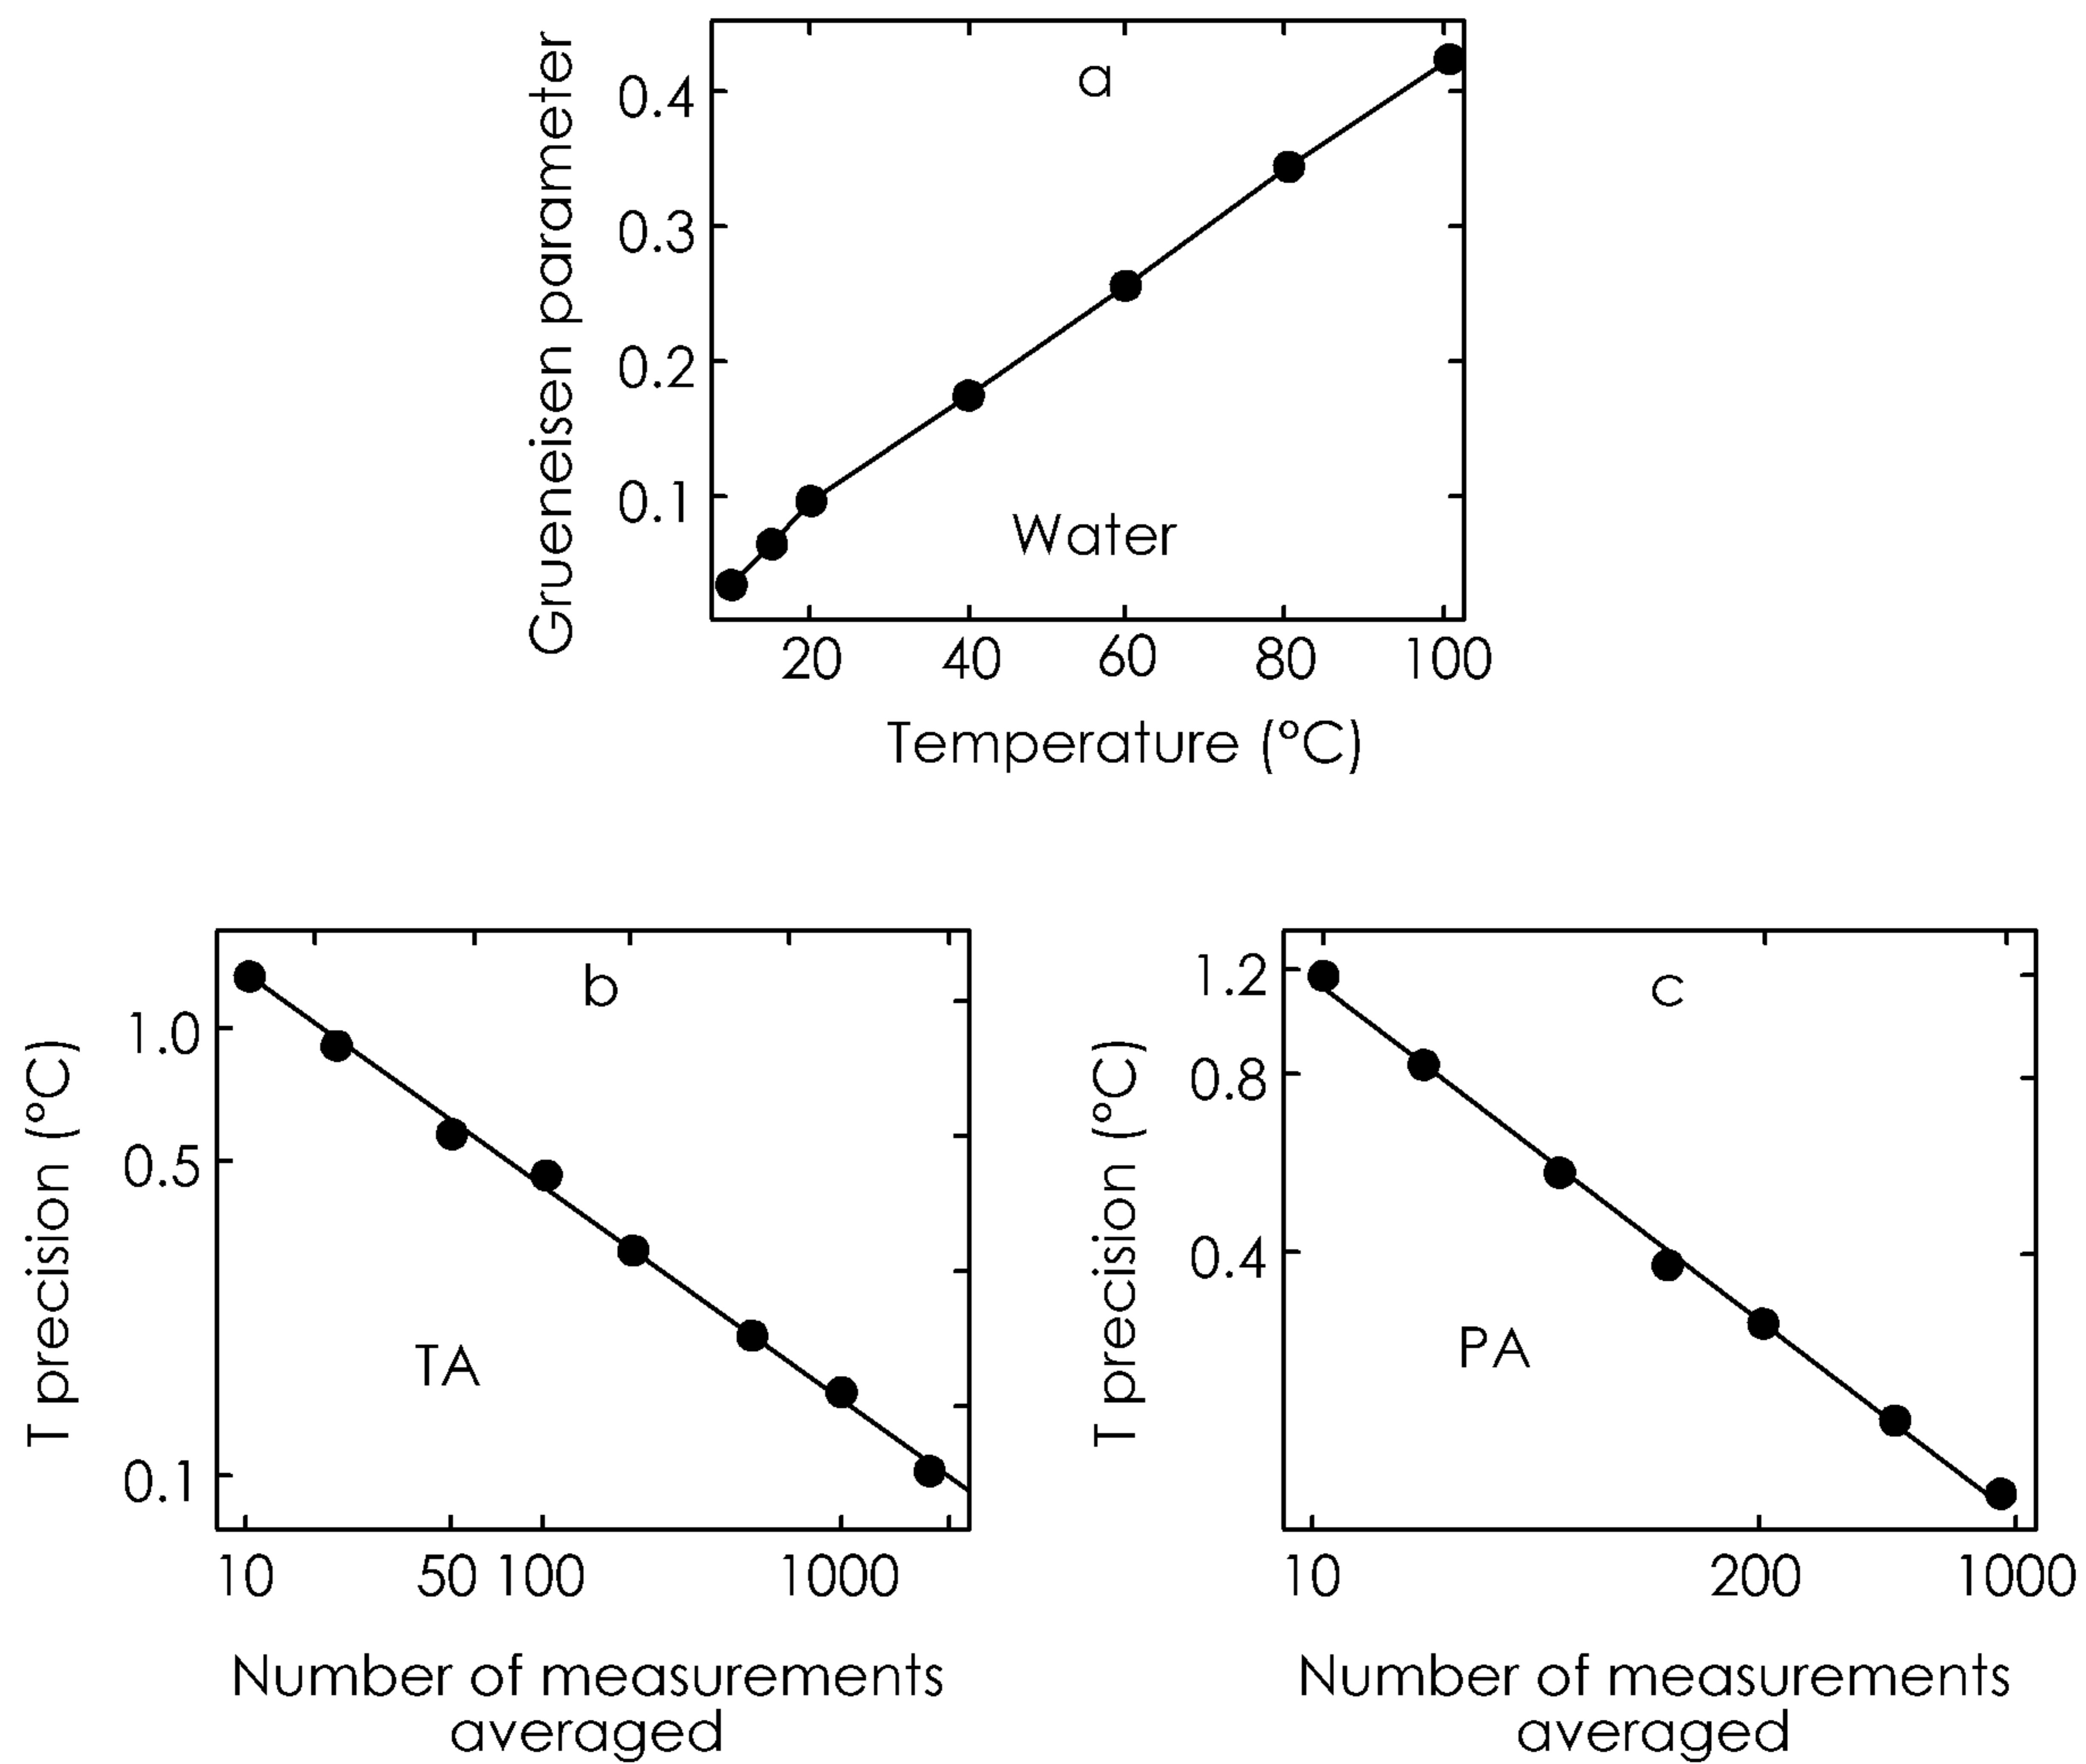 a
Grueneisen parameter
0.4
0.3
0.2
0.1
Water
20 40 60 80 100
Temperature (°C)
b
T precision (°C)
1.0
0.5
0.1
TA
10 50 100 1000
Number of measurements
averaged
c
T precision (°C)
1.2
0.8
0.4
PA
10 200 1000
Number of measurements
averaged